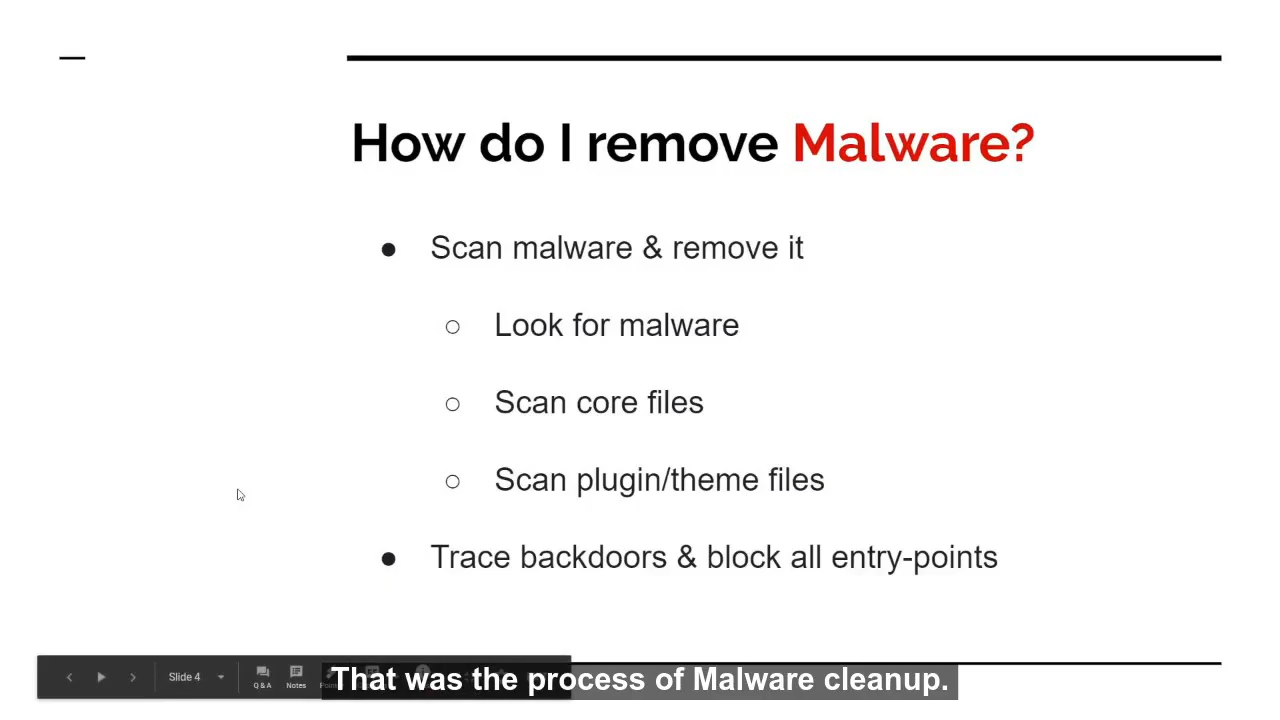 How do I remove Malware?
● Scan malware & remove it
○ Look for malware
○ Scan core files
○ Scan plugin/theme files
● Trace backdoors & block all entry-points
Slide 4
Q & A
Notes
That was the process of Malware cleanup.